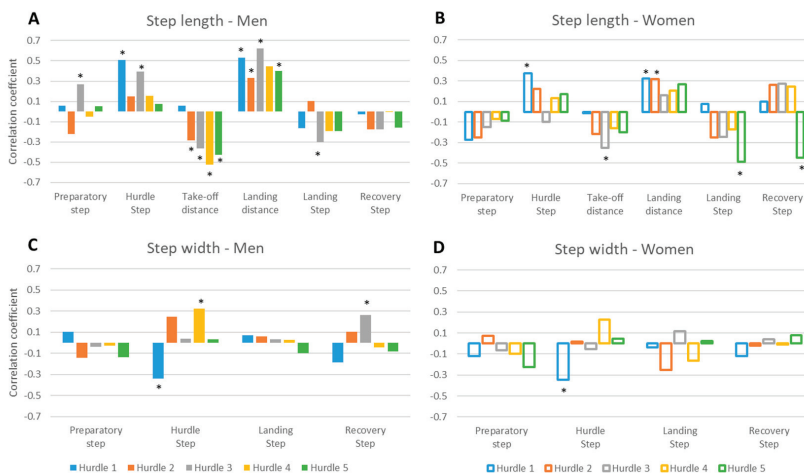 A
Step length - Men
Correlation coefficient
0.7
0.5
0.3
0.1
-0.1
-0.3
-0.5
-0.7
* * * * * * * * * * * *
Preparatory step
Hurdle Step
Take-off distance
Landing distance
Landing Step
Recovery Step
B
Step length - Women
0.7
0.5
0.3
0.1
-0.1
-0.3
-0.5
-0.7
* * * * * *
Preparatory step
Hurdle Step
Take-off distance
Landing distance
Landing Step
Recovery Step
C
Step width - Men
Correlation coefficient
0.7
0.5
0.3
0.1
-0.1
-0.3
-0.5
-0.7
* * *
Preparatory step
Hurdle Step
Landing Step
Recovery Step
Hurdle 1 Hurdle 2 Hurdle 3 Hurdle 4 Hurdle 5
D
Step width - Women
0.7
0.5
0.3
0.1
-0.1
-0.3
-0.5
-0.7
*
Preparatory step
Hurdle Step
Landing Step
Recovery Step
Hurdle 1 Hurdle 2 Hurdle 3 Hurdle 4 Hurdle 5